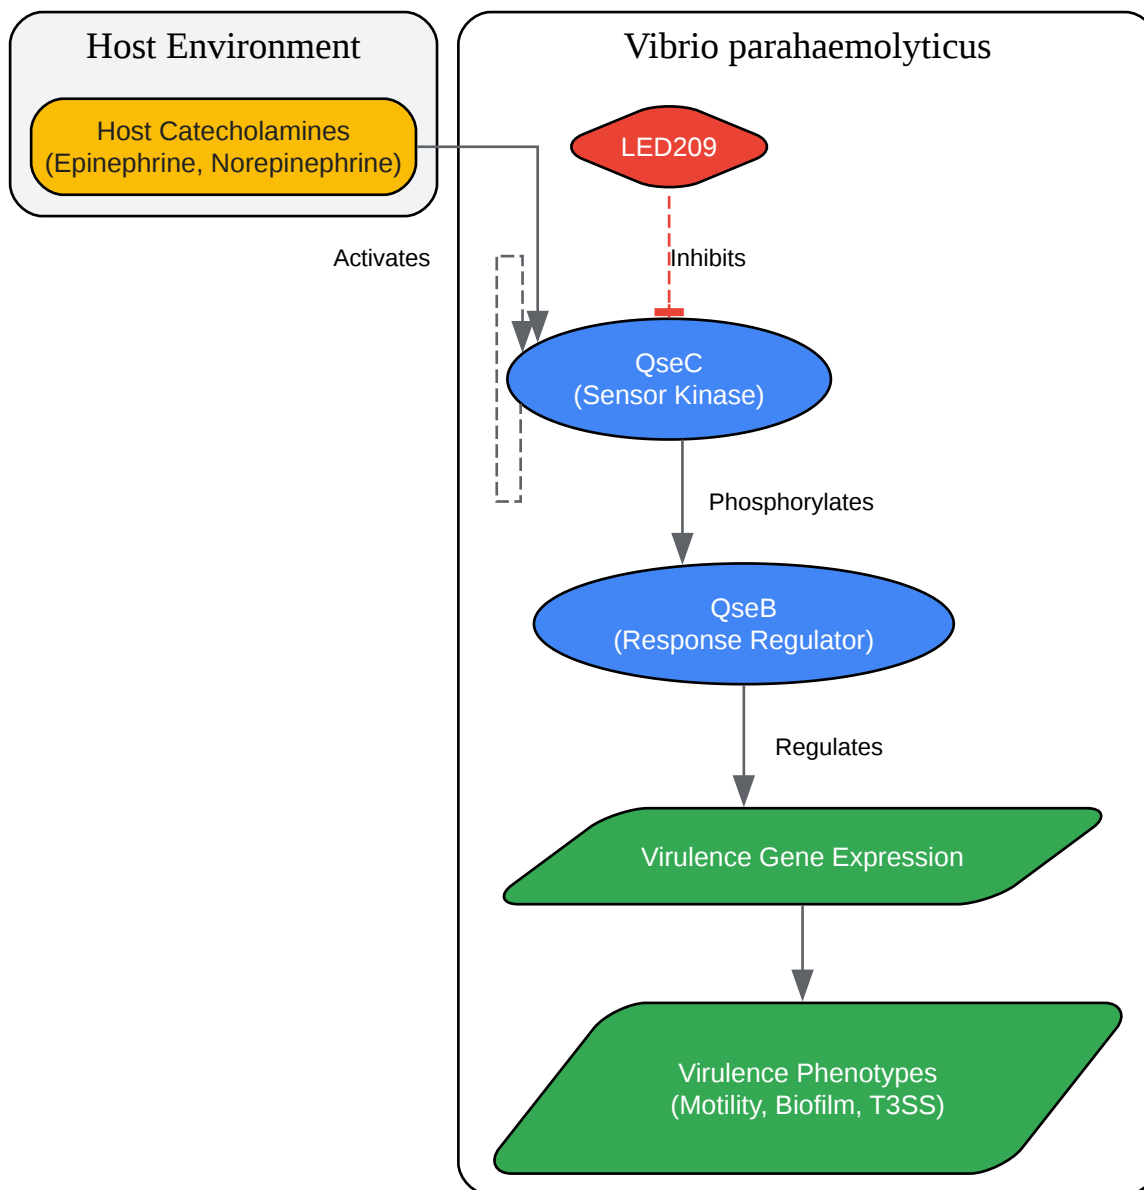 Host Environment
Vibrio parahaemolyticus
Host Catecholamines
(Epinephrine, Norepinephrine)
LED209
Activates
Inhibits
QseC
(Sensor Kinase)
Phosphorylates
QseB
(Response Regulator)
Regulates
Virulence Gene Expression
Virulence Phenotypes
(Motility, Biofilm, T3SS)